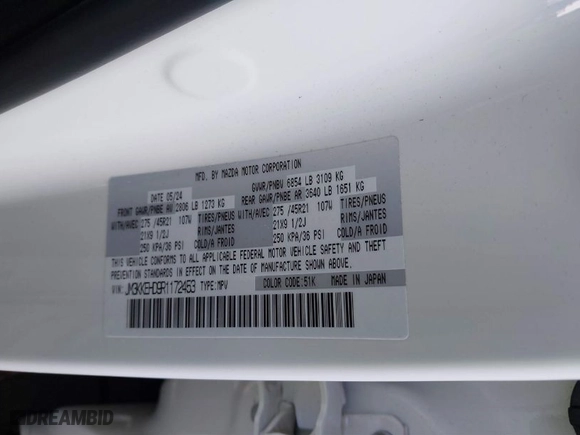 MFD. BY MAZDA MOTOR CORPORATION
DATE 05/24
GVWR/PNBV 6854 LB 3109 KG
FRONT GAWR/PNBE AV 2806 LB 1273 KG
REAR GAWR/PNBE AR 3640 LB 1651 KG
WITH/AVEC 275 /45R21 107W TIRES/PNEUS WITH/AVEC 275 /45R21 107W TIRES/PNEUS
21X9 1/2J RIMS/JANTES 21X9 1/2J RIMS/JANTES
250 KPA/36 PSI COLD/A FROID 250 KPA/36 PSI COLD/A FROID
THIS VEHICLE CONFORMS TO ALL APPLICABLE FEDERAL MOTOR VEHICLE SAFETY AND THEFT
PREVENTION STANDARDS IN EFFECT ON THE DATE OF MANUFACTURE SHOWN ABOVE.
VIN: JM3KKEHD9R1172453 TYPE: MPV COLOR CODE: 51K MADE IN JAPAN
DREAMBID